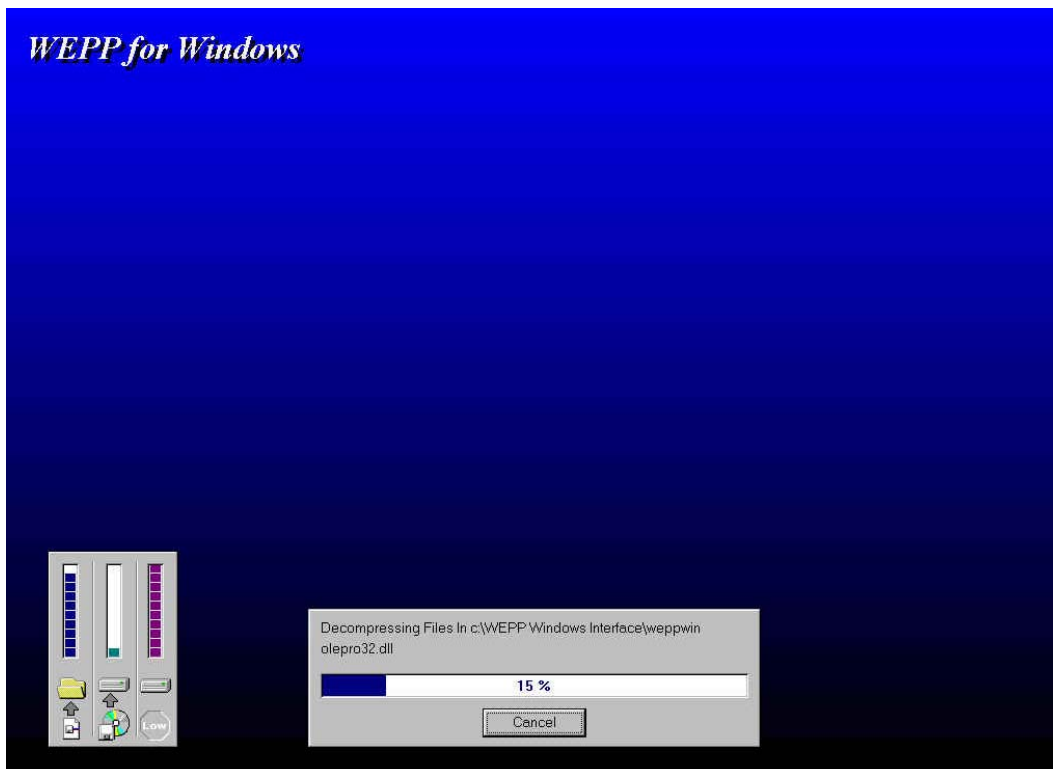 WEPP for Windows
Decompressing Files In c:\WEPP Windows Interface\weppwin
olepro32.dll
15 %
Cancel
Low